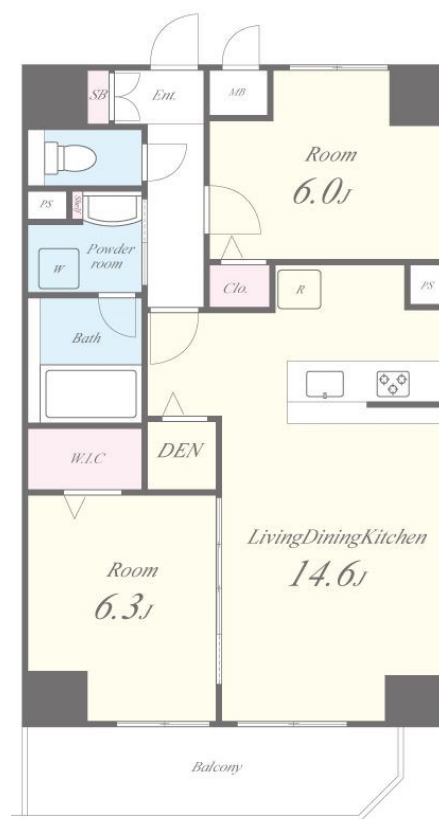 SB
Ent.
MB
Room
6.0J
PS
Shelf
Powder
room
W
Clo.
R
PS
Bath
W.I.C
DEN
LivingDiningKitchen
14.6J
Room
6.3J
Balcony